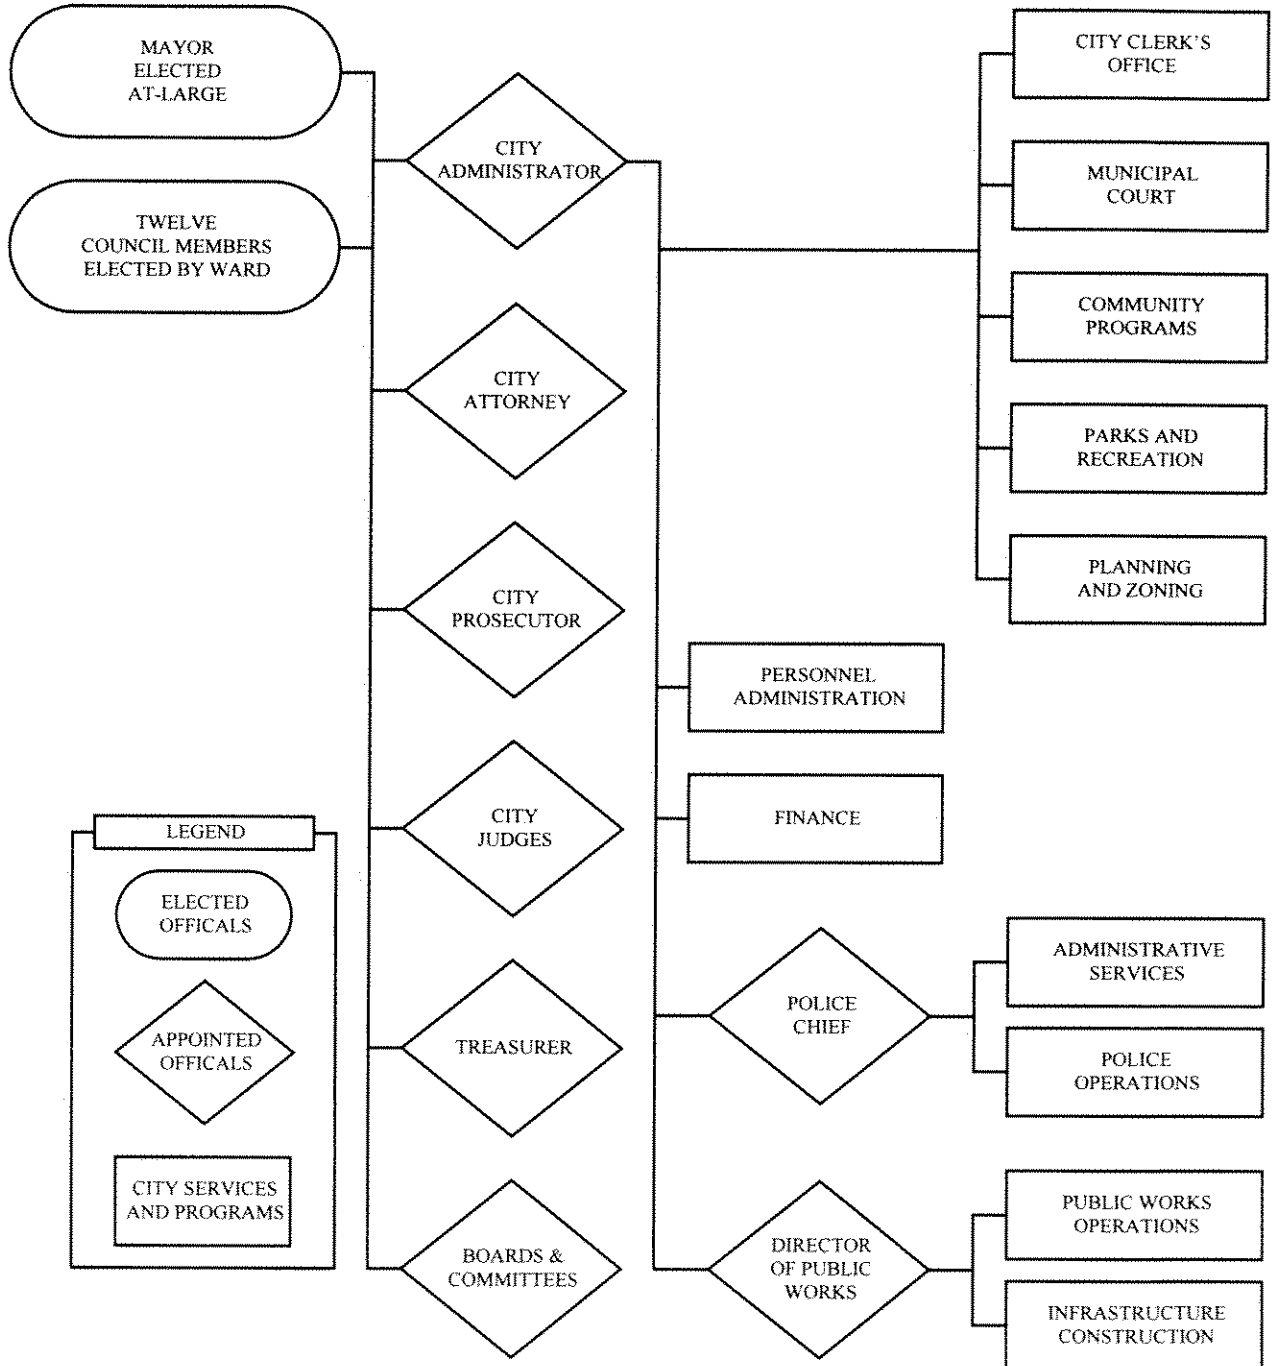 MAYOR
ELECTED
AT-LARGE
TWELVE
COUNCIL MEMBERS
ELECTED BY WARD
CITY
ADMINISTRATOR
CITY
ATTORNEY
CITY
PROSECUTOR
CITY
JUDGES
TREASURER
BOARDS &
COMMITTEES
CITY CLERK'S
OFFICE
MUNICIPAL
COURT
COMMUNITY
PROGRAMS
PARKS AND
RECREATION
PLANNING
AND ZONING
PERSONNEL
ADMINISTRATION
FINANCE
POLICE
CHIEF
ADMINISTRATIVE
SERVICES
POLICE
OPERATIONS
DIRECTOR
OF PUBLIC
WORKS
PUBLIC WORKS
OPERATIONS
INFRASTRUCTURE
CONSTRUCTION
LEGEND
ELECTED
OFFICALS
APPOINTED
OFFICALS
CITY SERVICES
AND PROGRAMS